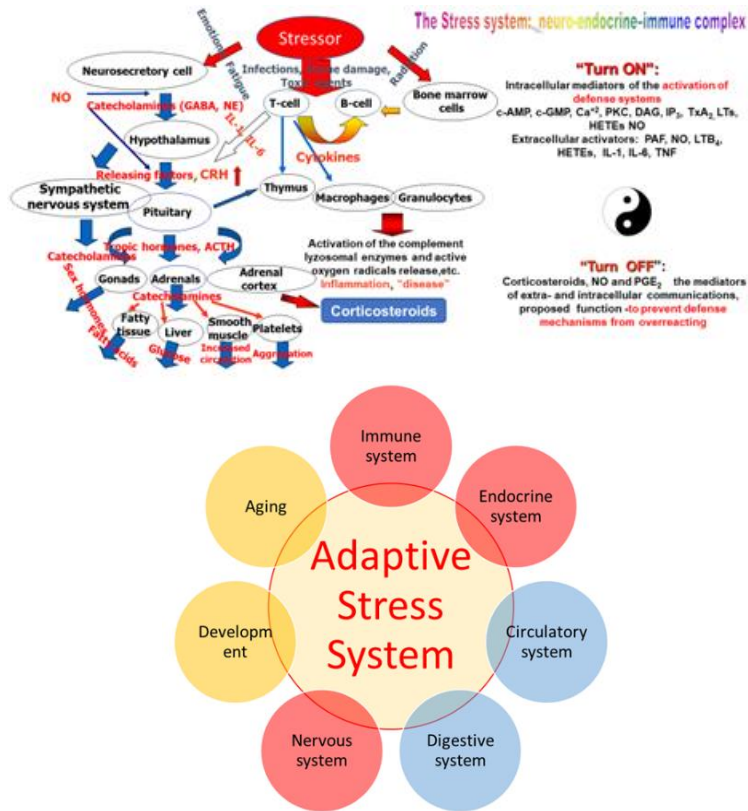 The Stress system: neuro-endocrine-immune complex
Stressor
Emotions
Fatigue
Infections,
damage,
Toxic agents
Radiation
Neurosecretory cell
NO
Catecholamines (GABA, NE)
T-cell
B-cell
Bone marrow
cells
IL-1, IL-6
Cytokines
Hypothalamus
Releasing factors, CRH
Thymus
Macrophages
Granulocytes
Sympathetic
nervous system
Pituitary
Catecholamins
Tropic hormones, ACTH
Sex hormones
Gonads
Adrenals
Adrenal
cortex
Catecholamines
Activation of the complement
lyzosomal enzymes and active
oxygen radicals release,etc.
Inflammation, "disease"
Corticosteroids
Fatty
tissue
Liver
Smooth
muscle
Platelets
Fatty acids
Glucose
Increased
circulation
Aggregation
“Turn ON”:
Intracellular mediators of the activation of
defense systems
c-AMP, c-GMP, Ca⁺², PKC, DAG, IP₃, TxA₂ LTs,
HETEs NO
Extracellular activators: PAF, NO, LTB₄,
HETEs, IL-1, IL-6, TNF
“Turn OFF”:
Corticosteroids, NO and PGE₂ the mediators
of extra- and intracellular communications,
proposed function -to prevent defense
mechanisms from overreacting
Immune
system
Aging
Endocrine
system
Adaptive
Stress
System
Developm
ent
Circulatory
system
Nervous
system
Digestive
system